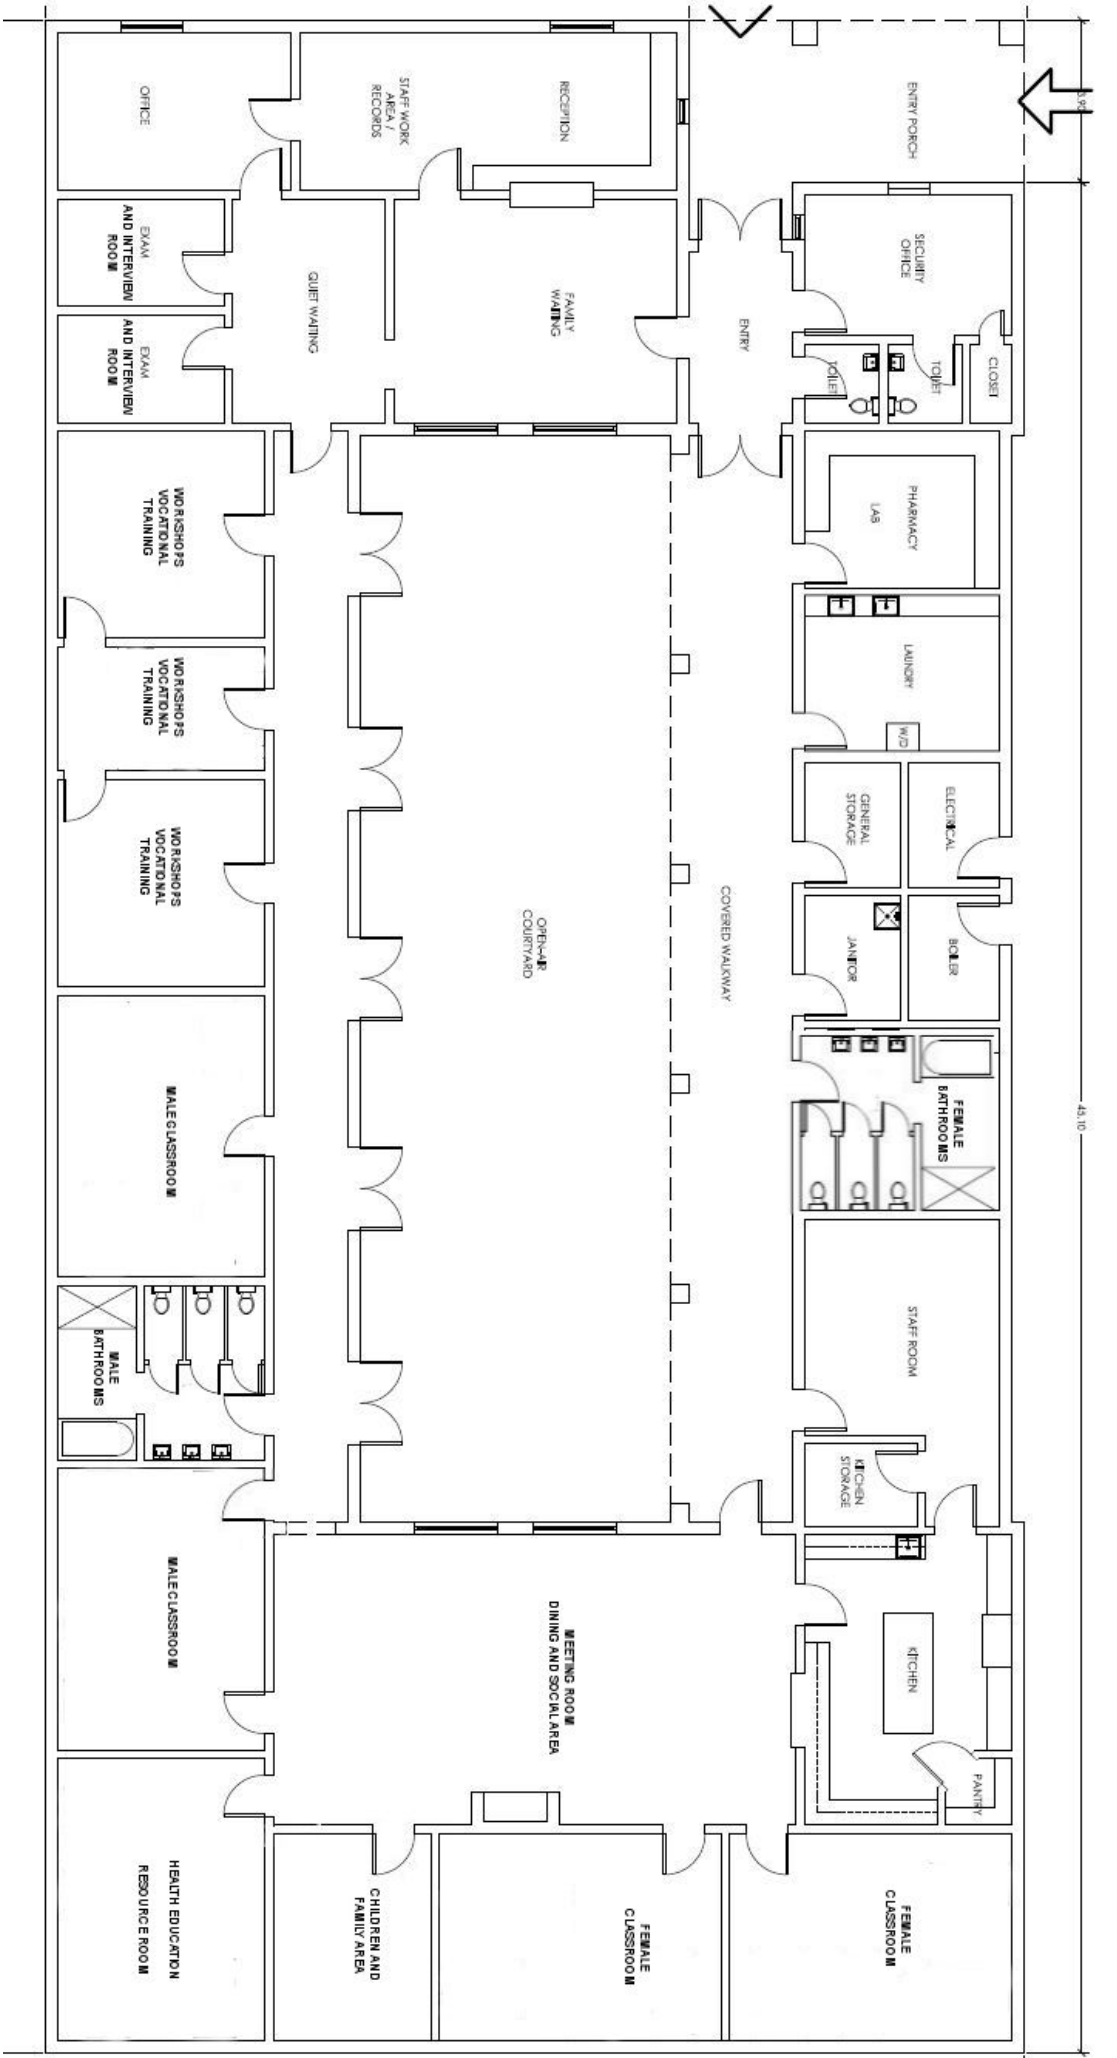 OFFICE
STAFF WORK
AREA /
RECORDS
RECEPTION
ENTRY PORCH
3.90
EXAM
AND INTERVIEW
ROOM
EXAM
AND INTERVIEW
ROOM
QUIET WAITING
FAMILY
WAITING
ENTRY
SECURITY
OFFICE
TOILET
TOILET
CLOSET
WORKSHOPS
VOCATIONAL
TRAINING
PHARMACY
LAB
WORKSHOPS
VOCATIONAL
TRAINING
LAUNDRY
W/D
WORKSHOPS
VOCATIONAL
TRAINING
GENERAL
STORAGE
ELECTRICAL
OPEN-AIR
COURTYARD
COVERED WALKWAY
JANITOR
BOILER
MALE CLASSROOM
FEMALE
BATHROOMS
45.10
MALE
BATHROOMS
STAFF ROOM
KITCHEN
STORAGE
MALE CLASSROOM
MEETING ROOM
DINING AND SOCIAL AREA
KITCHEN
PANTRY
HEALTH EDUCATION
RESOURCE ROOM
CHILDREN AND
FAMILY AREA
FEMALE
CLASSROOM
FEMALE
CLASSROOM